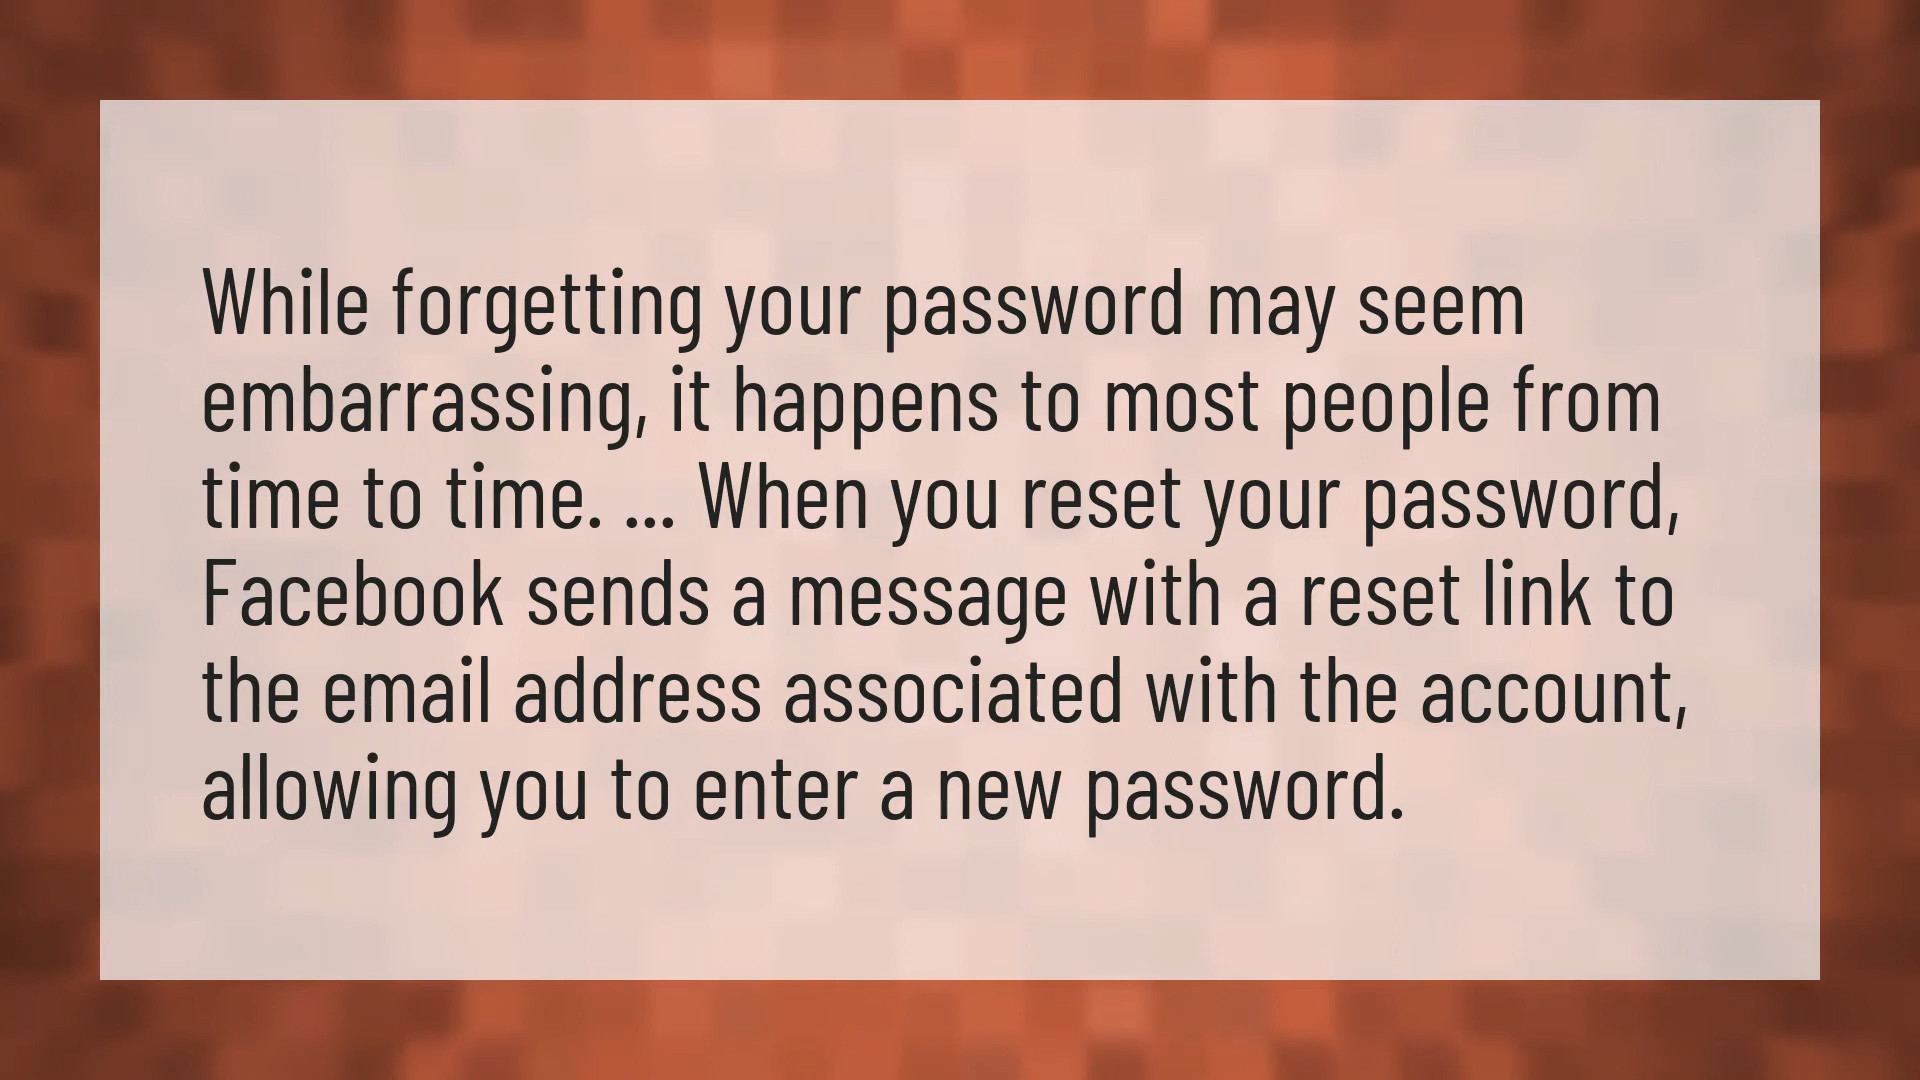 While forgetting your password may seem
embarrassing, it happens to most people from
time to time. ... When you reset your password,
Facebook sends a message with a reset link to
the email address associated with the account,
allowing you to enter a new password.